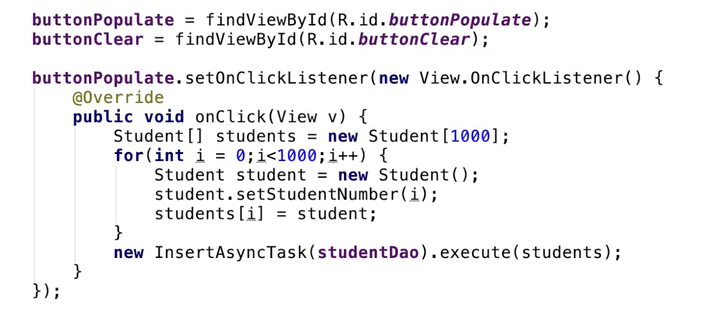 buttonPopulate = findViewById(R.id.buttonPopulate);
buttonClear = findViewById(R.id.buttonClear);
buttonPopulate.setOnClickListener(new View.OnClickListener() {
@Override
public void onClick(View v) {
Student[] students = new Student[1000];
for(int i = 0;i<1000;i++) {
Student student = new Student();
student.setStudentNumber(i);
students[i] = student;
}
new InsertAsyncTask(studentDao).execute(students);
}
});